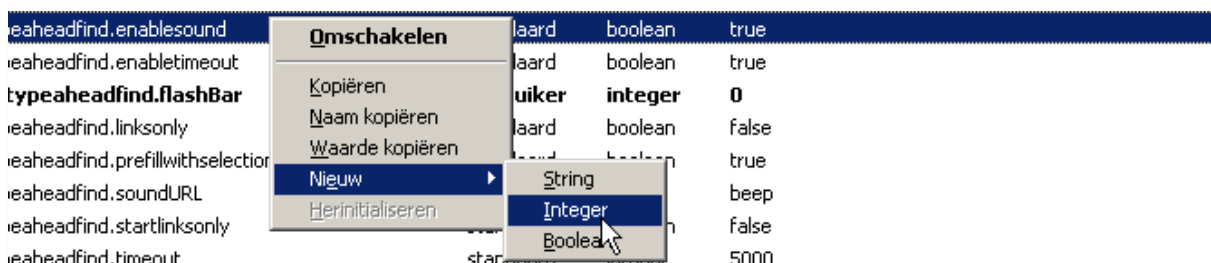 eaheadfind.enablesound Omschakelen laard boolean true
eaheadfind.enabletimeout laard boolean true
typeaheadfind.flashBar Kopiëren uiker integer 0
eaheadfind.linksonly Naam kopiëren laard boolean false
eaheadfind.prefillwithselection Waarde kopiëren true
eaheadfind.soundURL Nieuw String beep
eaheadfind.startlinksonly Herinitialiseren Integer false
eaheadfind.timeout Boolean 5000